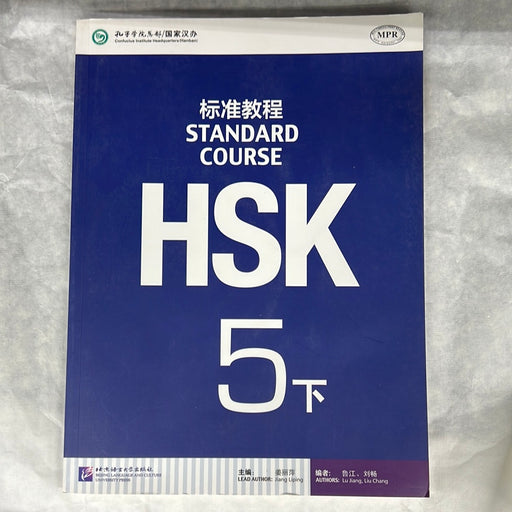 孔子学院总部/国家汉办
Confucius Institute Headquarters(Hanban)
MPR
标准教程
STANDARD
COURSE
HSK
5下
北京语言大学出版社
BEIJING LANGUAGE AND CULTURE
UNIVERSITY PRESS
主编: 姜丽萍
LEAD AUTHOR: Jiang Liping
编者: 鲁江、刘畅
AUTHORS: Lu Jiang, Liu Chang